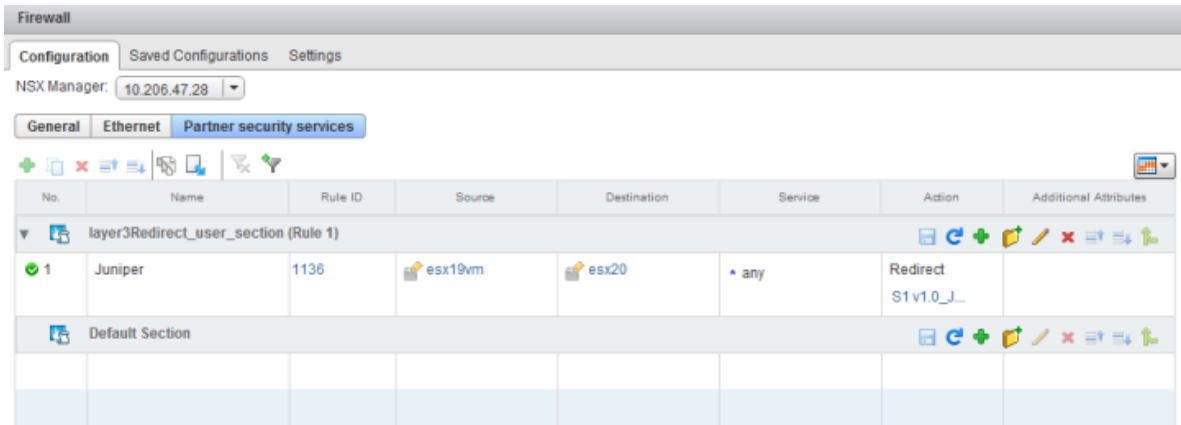 Firewall
Configuration Saved Configurations Settings
NSX Manager: 10.206.47.28
General Ethernet Partner security services
No. Name Rule ID Source Destination Service Action Additional Attributes
layer3Redirect_user_section (Rule 1)
1 Juniper 1136 esx19vm esx20 any Redirect
S1 v1.0_J...
Default Section